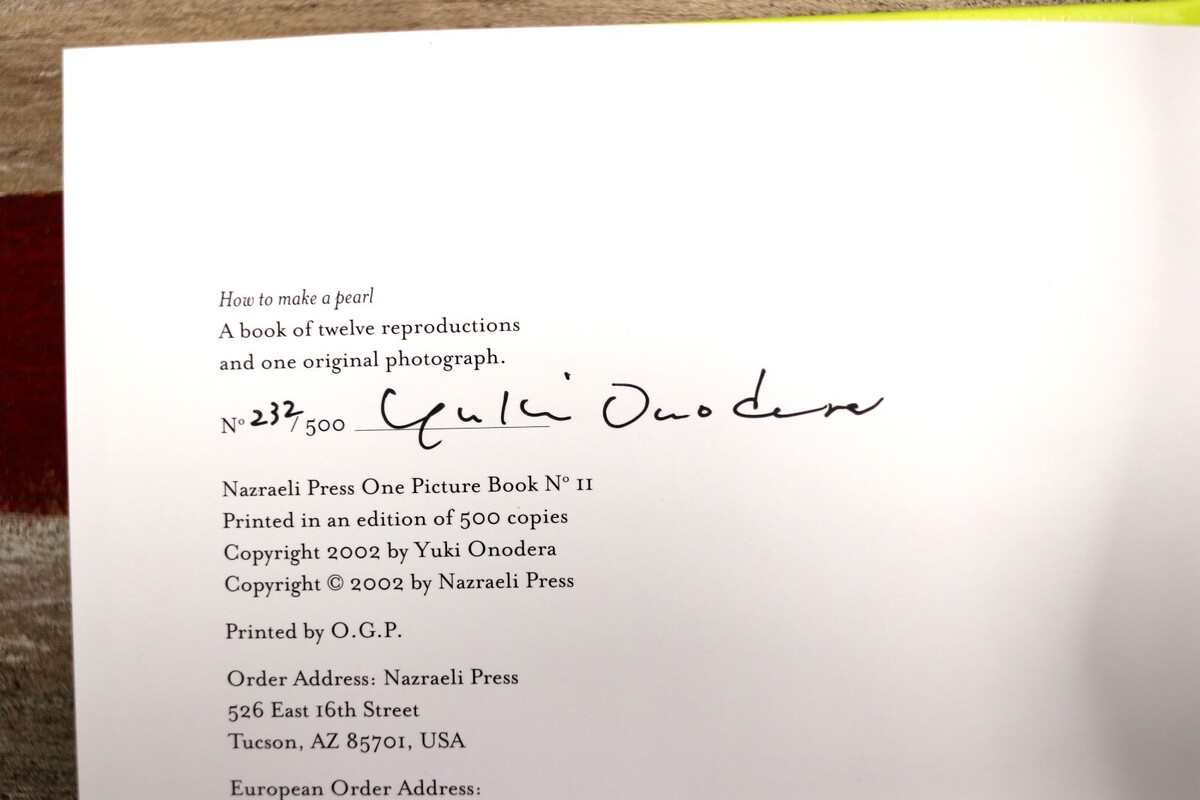 How to make a pearl
A book of twelve reproductions
and one original photograph.
Nº 232/500 Yuki Onodera
Nazraeli Press One Picture Book Nº 11
Printed in an edition of 500 copies
Copyright 2002 by Yuki Onodera
Copyright © 2002 by Nazraeli Press
Printed by O.G.P.
Order Address: Nazraeli Press
526 East 16th Street
Tucson, AZ 85701, USA
European Order Address: